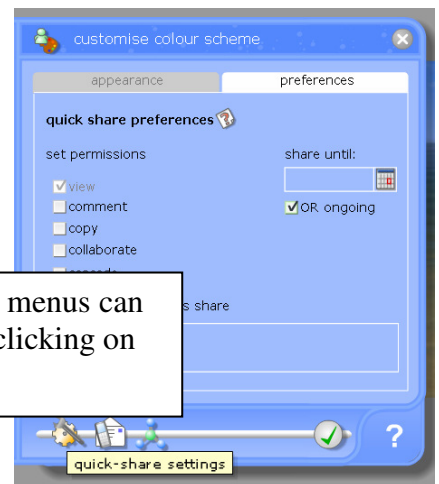 customise colour scheme
appearance preferences
quick share preferences
set permissions share until:
view
comment OR ongoing
copy
collaborate
menus can
s share
clicking on
?
quick-share settings